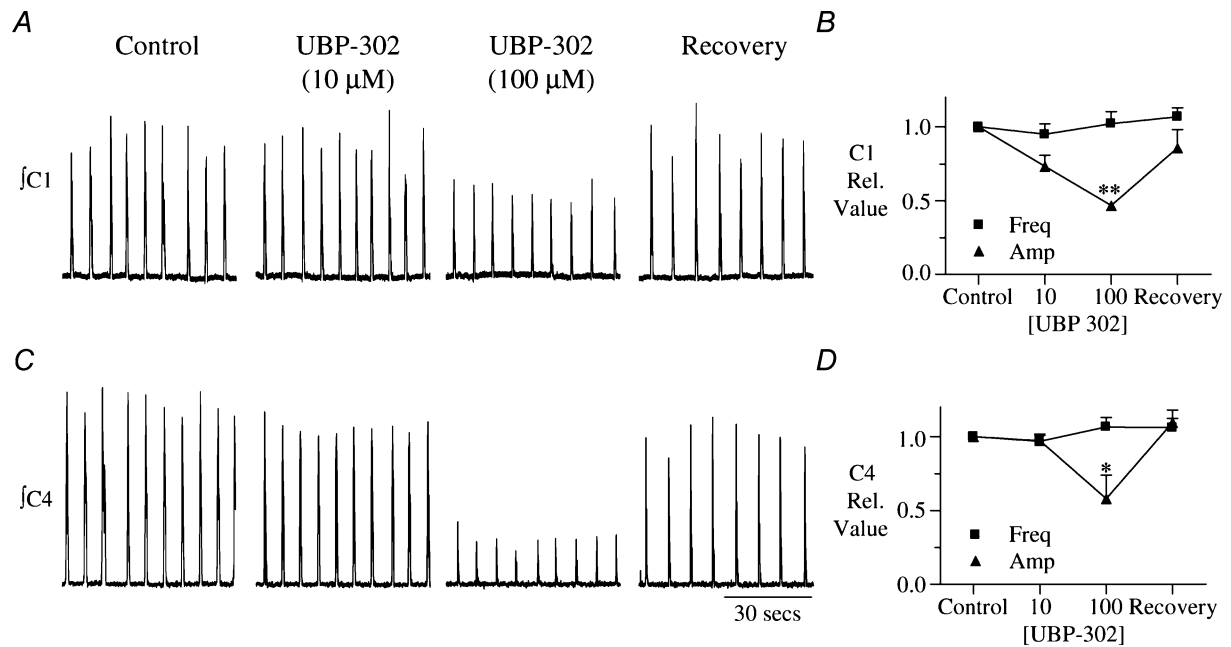 A
Control
UBP-302
(10 µM)
UBP-302
(100 µM)
Recovery
∫C1
B
C1
Rel.
Value
1.0
0.5
0.0
**
Freq
Amp
Control 10 100 Recovery
[UBP 302]
C
∫C4
30 secs
D
C4
Rel.
Value
1.0
0.5
0.0
*
Freq
Amp
Control 10 100 Recovery
[UBP-302]